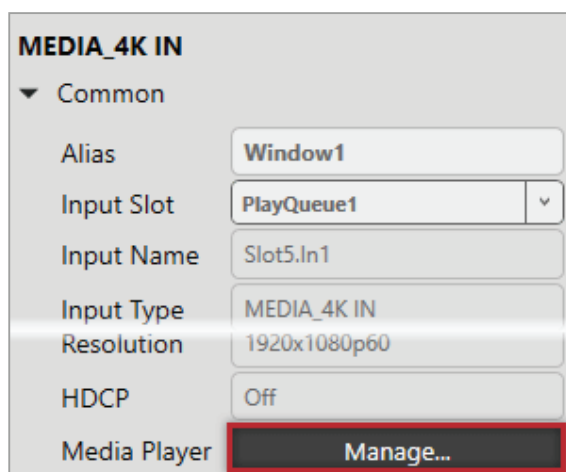 MEDIA_4K IN
Common
Alias Window1
Input Slot PlayQueue1
Input Name Slot5.In1
Input Type MEDIA_4K IN
Resolution 1920x1080p60
HDCP Off
Media Player Manage...